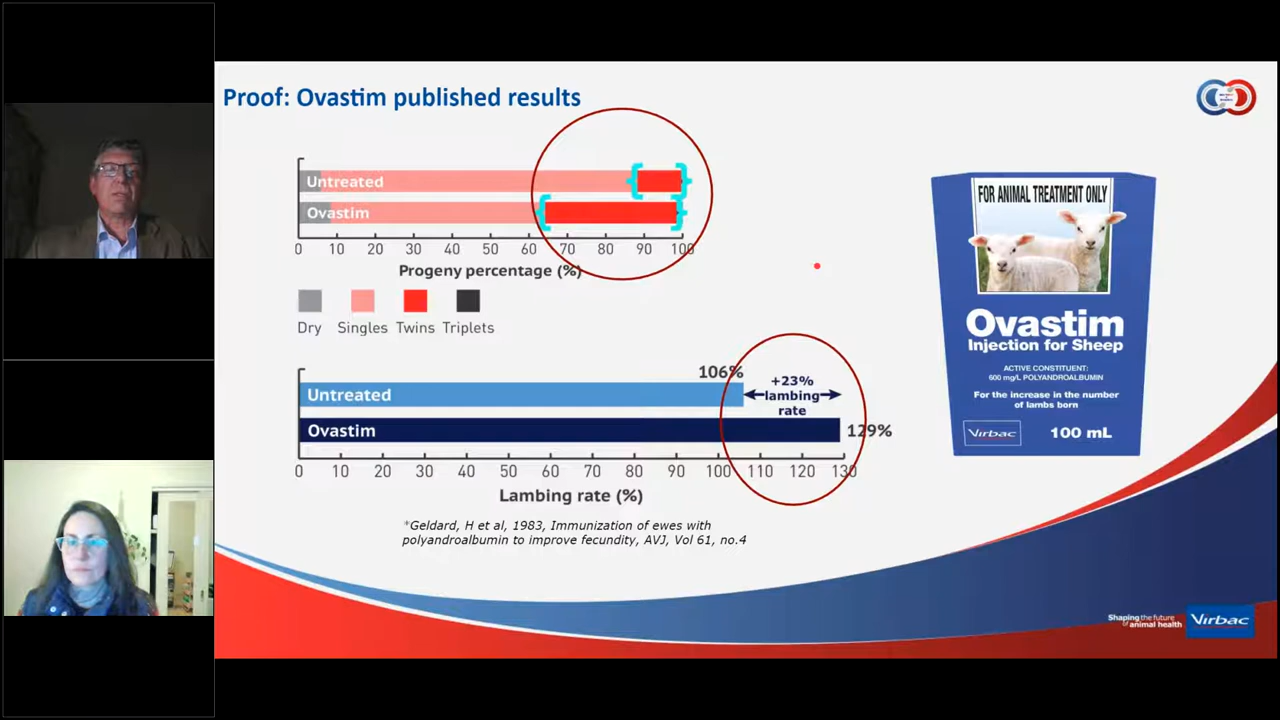 Proof: Ovastim published results
Untreated
Ovastim
0 10 20 30 40 50 60 70 80 90 100
Progeny percentage (%)
Dry Singles Twins Triplets
106%
Untreated
+23%
lambing
rate
Ovastim
129%
0 10 20 30 40 50 60 70 80 90 100 110 120 130
Lambing rate (%)
*Geldard, H et al, 1983, Immunization of ewes with
polyandroalbumin to improve fecundity, AVJ, Vol 61, no.4
FOR ANIMAL TREATMENT ONLY
Ovastim
Injection for Sheep
ACTIVE CONSTITUENT:
600 mg/L POLYANDROALBUMIN
For the increase in the number
of lambs born
Virbac
100 mL
Shaping the future
of animal health
Virbac